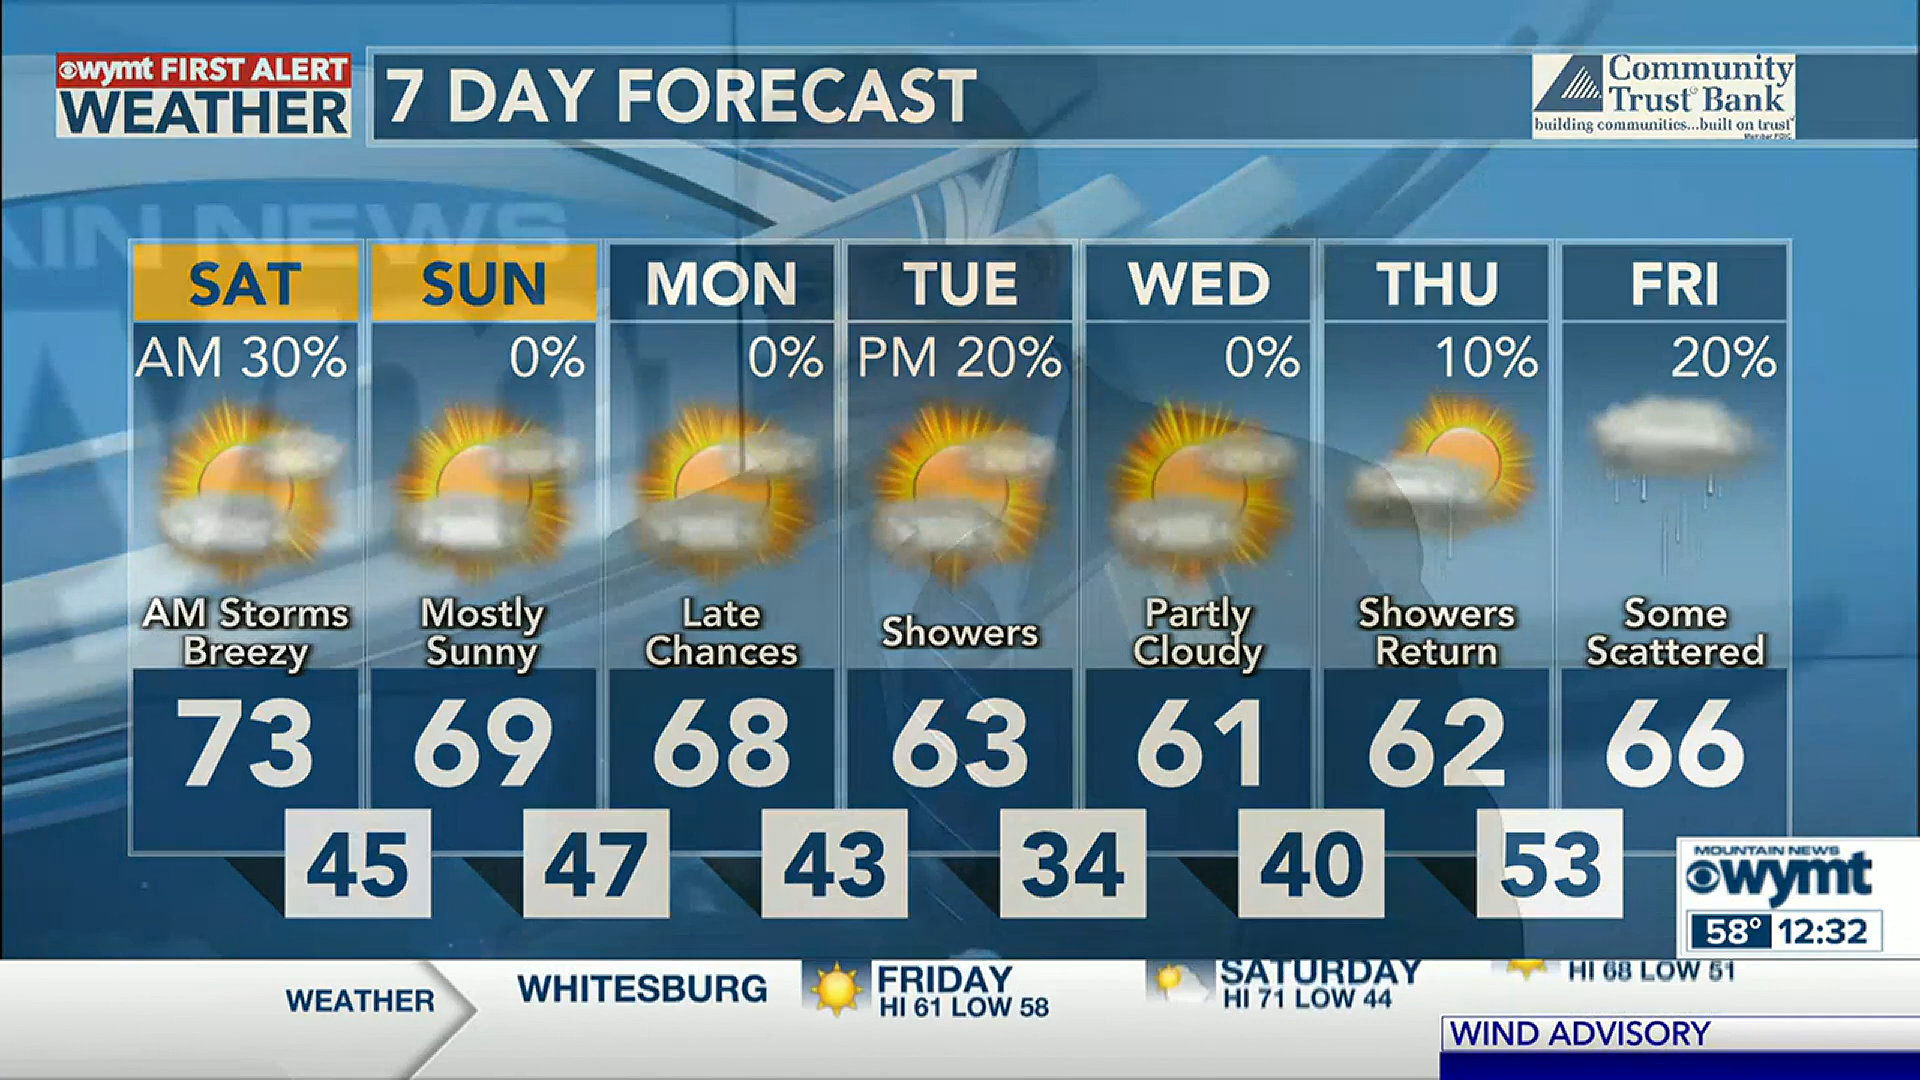 wymt FIRST ALERT
WEATHER
7 DAY FORECAST
Community
Trust Bank
building communities...built on trust
Member FDIC
AIN NEWS
SAT SUN MON TUE WED THU FRI
AM 30% 0% 0% PM 20% 0% 10% 20%
AM Storms
Breezy
Mostly
Sunny
Late
Chances
Showers
Partly
Cloudy
Showers
Return
Some
Scattered
73 69 68 63 61 62 66
45 47 43 34 40 53
MOUNTAIN NEWS
wymt
58° 12:32
WEATHER
WHITESBURG
FRIDAY
HI 61 LOW 58
SATURDAY
HI 71 LOW 44
HI 68 LOW 51
WIND ADVISORY